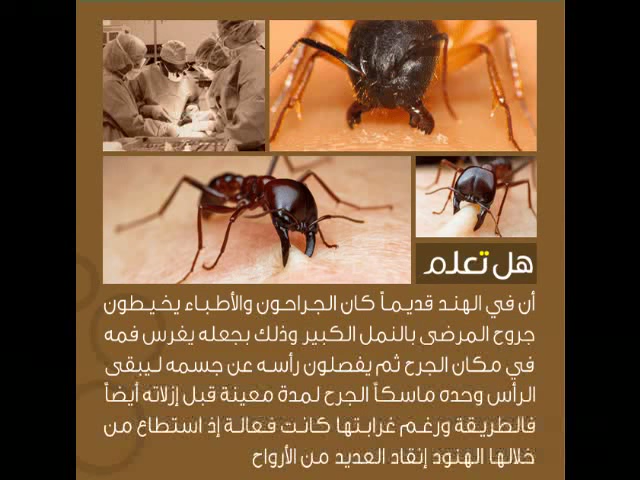 هل تعلم
أن في الهند قديماً كان الجراحون والأطباء يخيطون
جروح المرضى بالنمل الكبير وذلك بجعله يغرس فمه
في مكان الجرح ثم يفصلون رأسه عن جسمه ليبقى
الرأس وحده ماسكاً الجرح لمدة معينة قبل إزلاته أيضاً
فالطريقة ورغم غرابتها كانت فعالة إذ استطاع من
خلالها الهنود إنقاد العديد من الأرواح